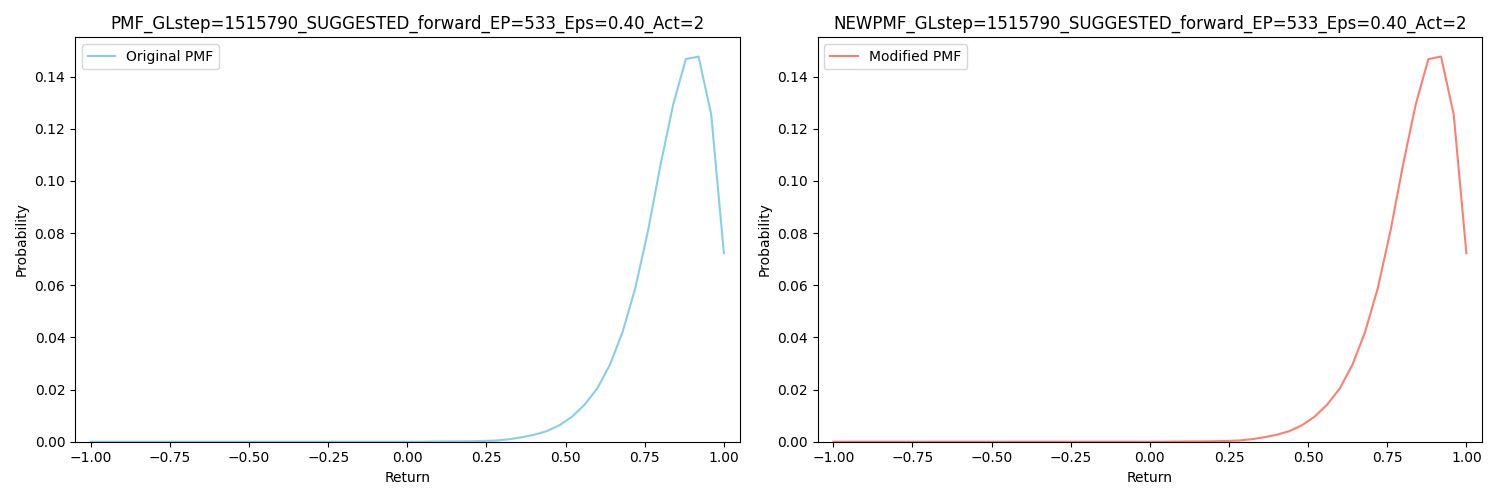 PMF_GLstep=1515790_SUGGESTED_forward_EP=533_Eps=0.40_Act=2
Original PMF
0.14
0.12
0.10
0.08
0.06
0.04
0.02
0.00
Probability
−1.00 −0.75 −0.50 −0.25 0.00 0.25 0.50 0.75 1.00
Return
NEWPMF_GLstep=1515790_SUGGESTED_forward_EP=533_Eps=0.40_Act=2
Modified PMF
0.14
0.12
0.10
0.08
0.06
0.04
0.02
0.00
Probability
−1.00 −0.75 −0.50 −0.25 0.00 0.25 0.50 0.75 1.00
Return